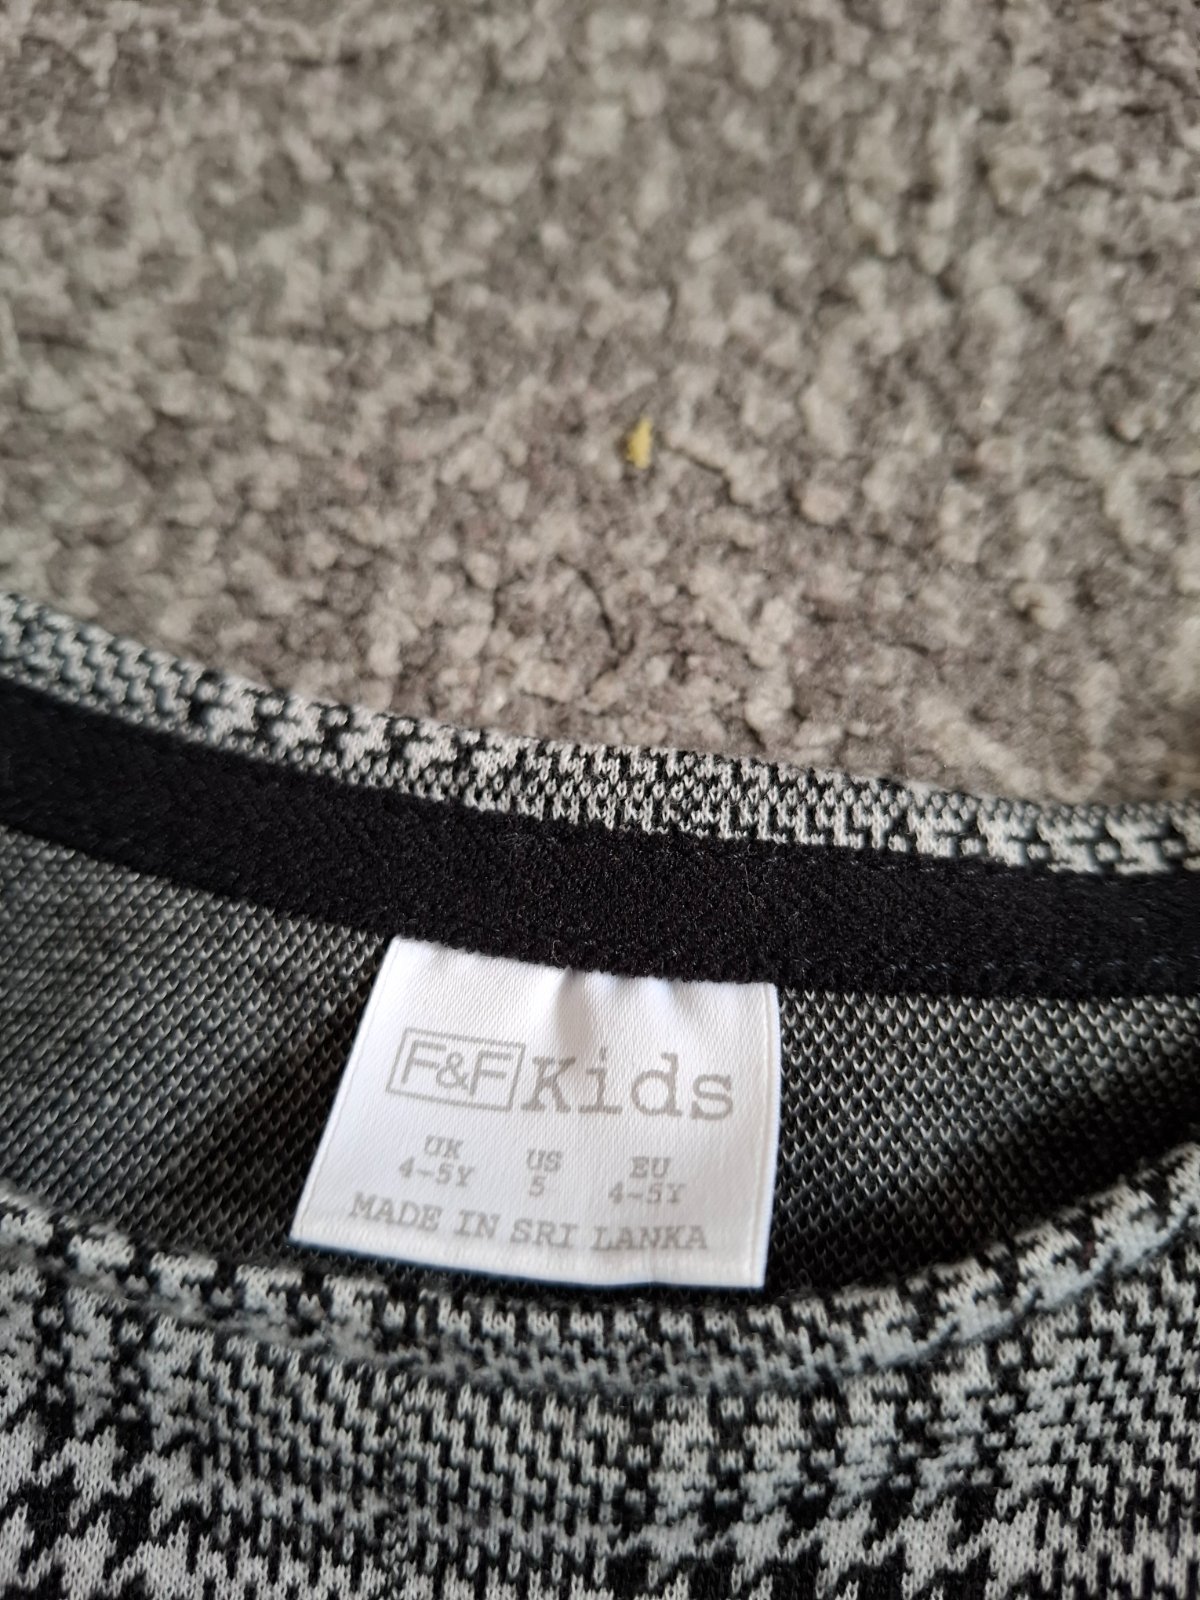 F&F Kids
UK US EU
4-5Y 5 4-5Y
MADE IN SRI LANKA